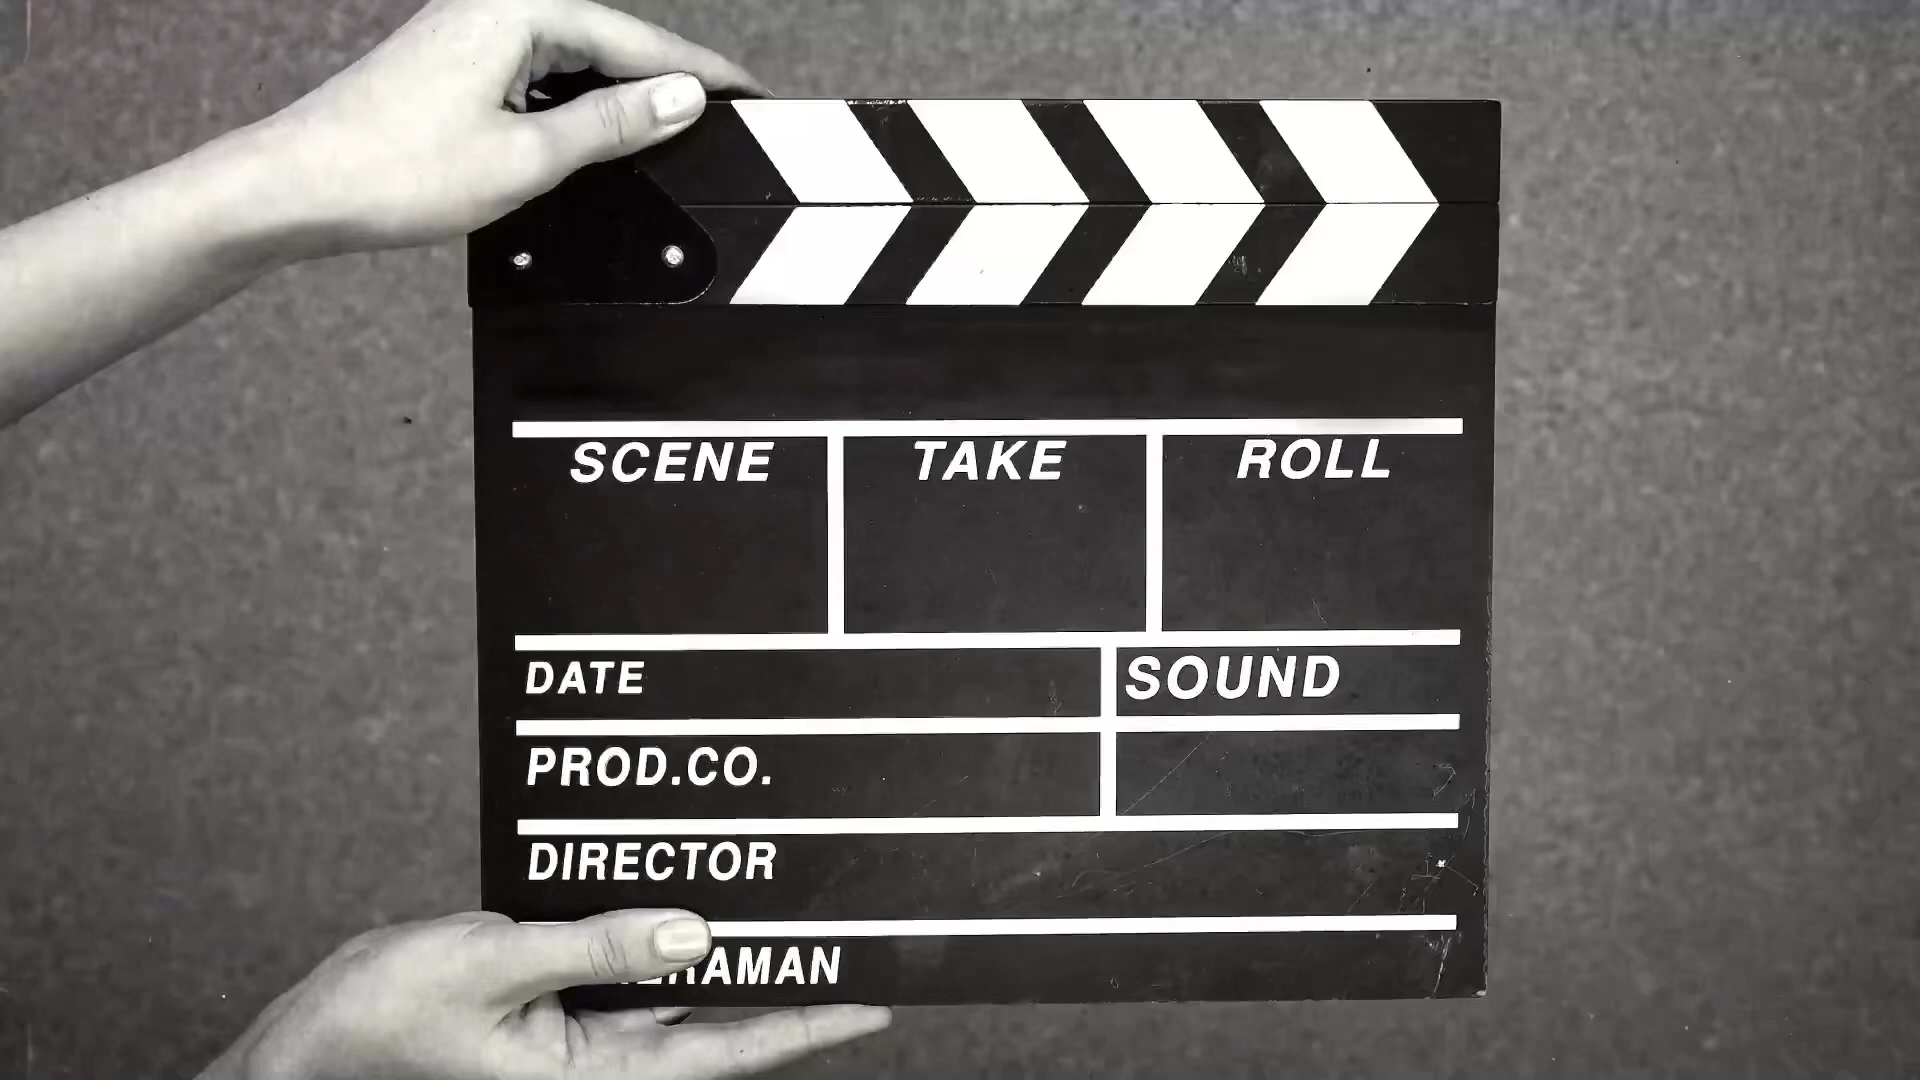 SCENE TAKE ROLL
DATE SOUND
PROD.CO.
DIRECTOR